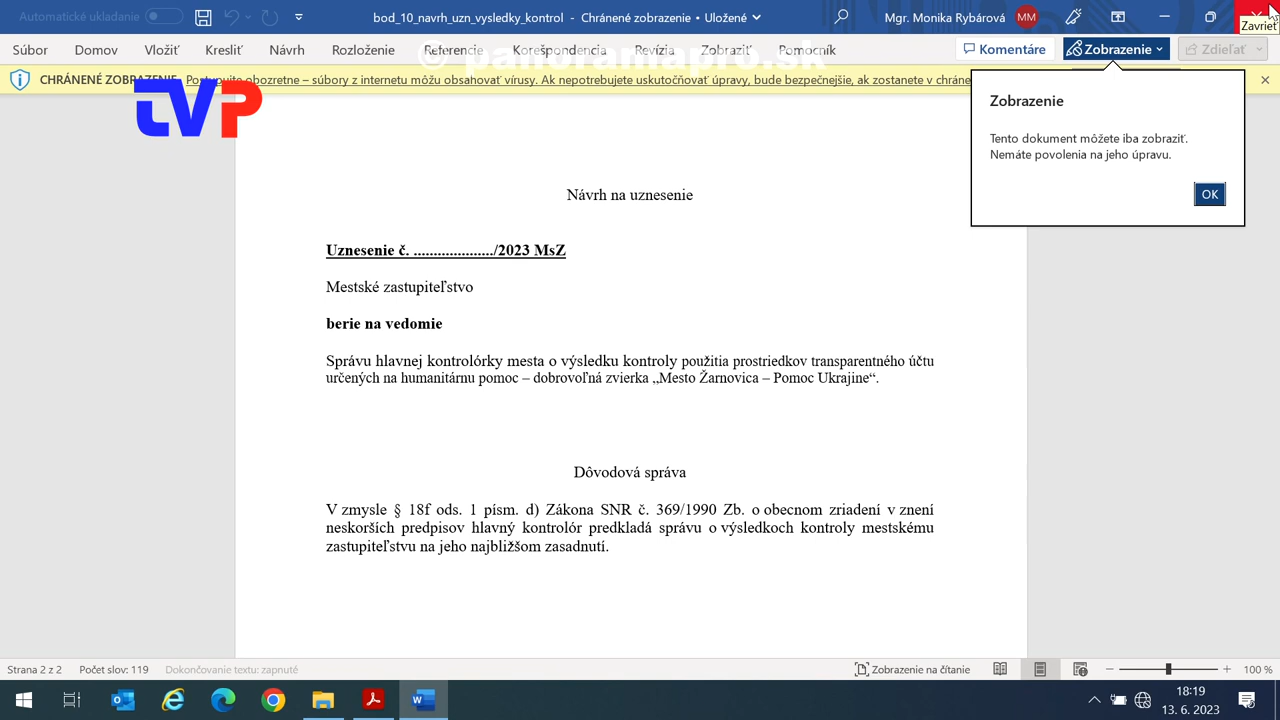 Automatické ukladanie
bod_10_navrh_uzn_vysledky_kontrol - Chránené zobrazenie • Uložené
Mgr. Monika Rybárová MM
Zavrieť
Súbor Domov Vložiť Kresliť Návrh Rozloženie Referencie Korešpondencia Revízia Zobraziť Pomocník
Komentáre Zobrazenie Zdieľať
CHRÁNENÉ ZOBRAZENIE Postupujte obozretne – súbory z internetu môžu obsahovať vírusy. Ak nepotrebujete uskutočňovať úpravy, bude bezpečnejšie, ak zostanete v chráne
tVP
Zobrazenie
Tento dokument môžete iba zobraziť.
Nemáte povolenia na jeho úpravu.
OK
Návrh na uznesenie
Uznesenie č. ..................../2023 MsZ
Mestské zastupiteľstvo
berie na vedomie
Správu hlavnej kontrolórky mesta o výsledku kontroly použitia prostriedkov transparentného účtu
určených na humanitárnu pomoc – dobrovoľná zvierka „Mesto Žarnovica – Pomoc Ukrajine“.
Dôvodová správa
V zmysle § 18f ods. 1 písm. d) Zákona SNR č. 369/1990 Zb. o obecnom zriadení v znení
neskorších predpisov hlavný kontrolór predkladá správu o výsledkoch kontroly mestskému
zastupiteľstvu na jeho najbližšom zasadnutí.
Strana 2 z 2 Počet slov: 119 Dokončovanie textu: zapnuté
Zobrazenie na čítanie
100 %
18:19
13. 6. 2023